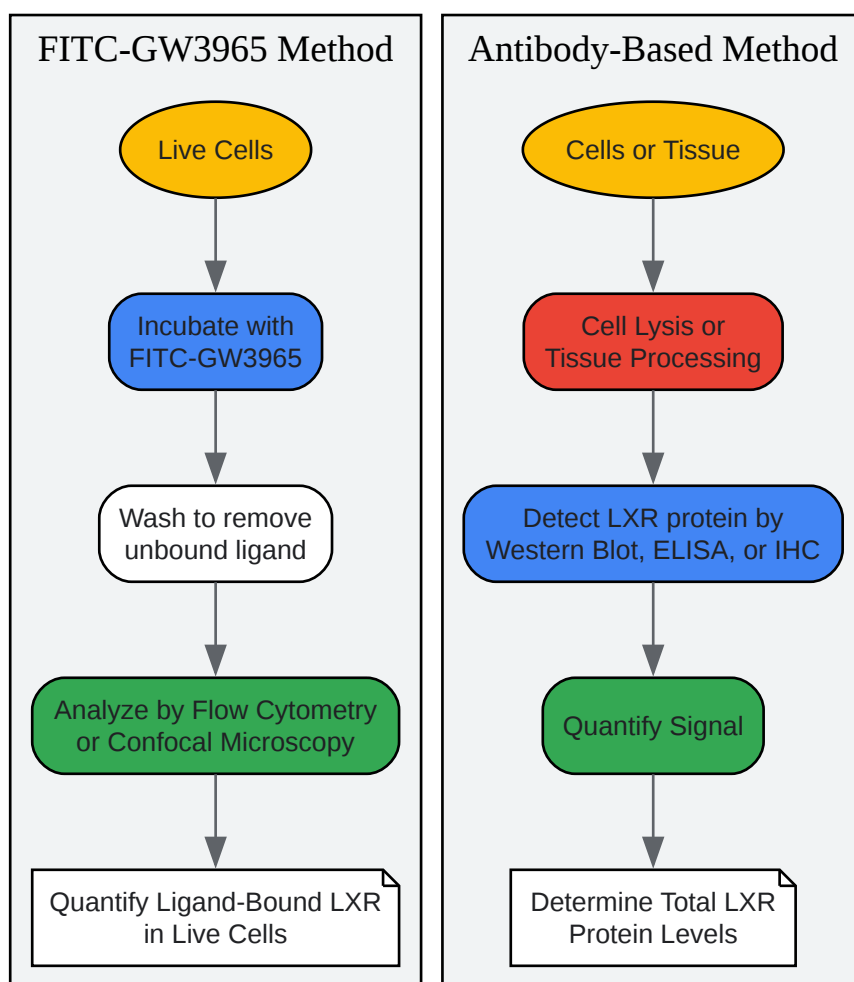 FITC-GW3965 Method
Live Cells
Incubate with
FITC-GW3965
Wash to remove
unbound ligand
Analyze by Flow Cytometry
or Confocal Microscopy
Quantify Ligand-Bound LXR
in Live Cells
Antibody-Based Method
Cells or Tissue
Cell Lysis or
Tissue Processing
Detect LXR protein by
Western Blot, ELISA, or IHC
Quantify Signal
Determine Total LXR
Protein Levels